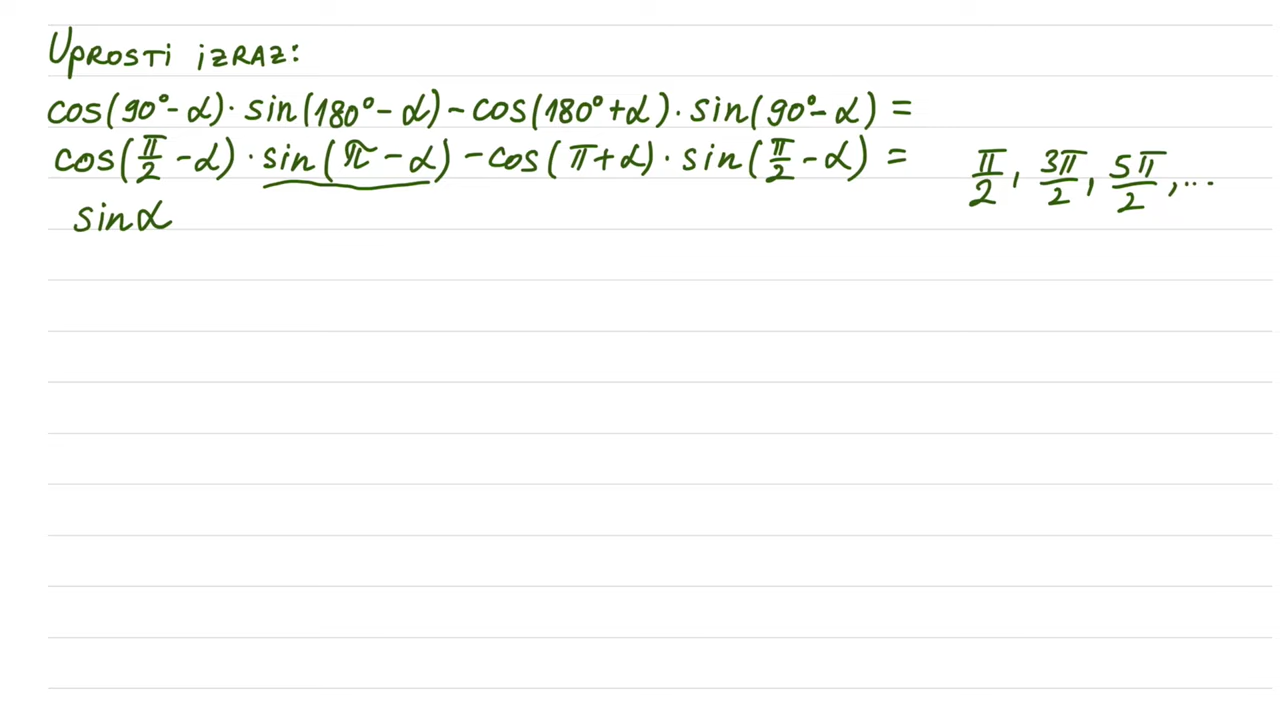 Uprosti izraz:
cos(90°-α)·sin(180°-α)-cos(180°+α)·sin(90°-α)=
cos(π/2-α)·sin(π-α)-cos(π+α)·sin(π/2-α)=
π/2, 3π/2, 5π/2, ...
sinα